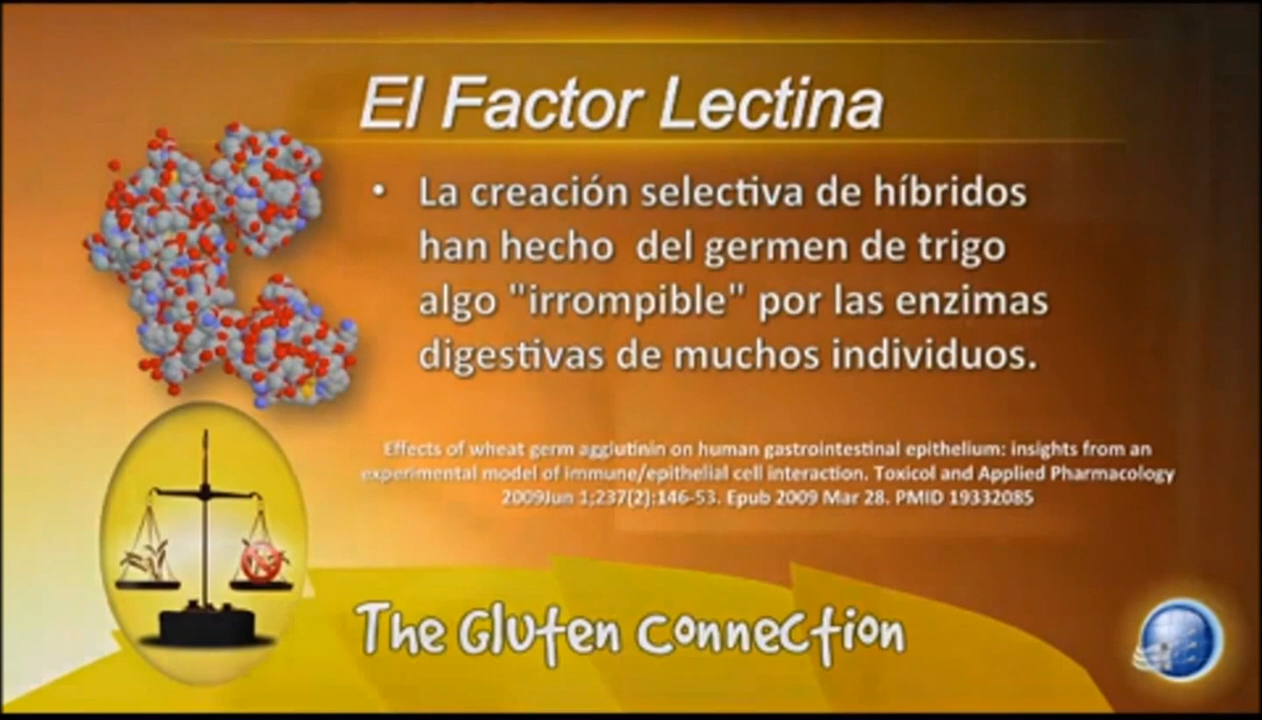 El Factor Lectina
• La creación selectiva de híbridos
han hecho del germen de trigo
algo "irrompible" por las enzimas
digestivas de muchos individuos.
Effects of wheat germ agglutinin on human gastrointestinal epithelium: insights from an
experimental model of immune/epithelial cell interaction. Toxicol and Applied Pharmacology
2009Jun 1;237(2):146-53. Epub 2009 Mar 28. PMID 19332085
The Gluten Connection